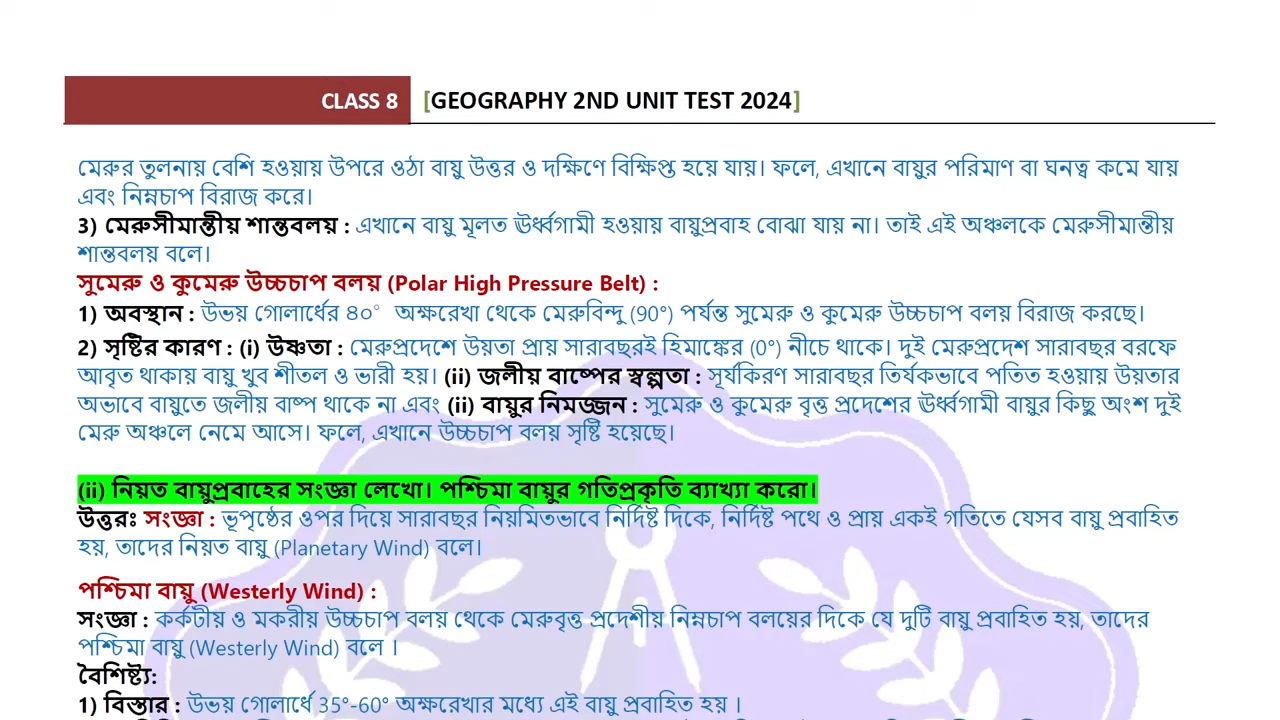 CLASS 8 [GEOGRAPHY 2ND UNIT TEST 2024]
মেরুর তুলনায় বেশি হওয়ায় উপরে ওঠা বায়ু উত্তর ও দক্ষিণে বিক্ষিপ্ত হয়ে যায়। ফলে, এখানে বায়ুর পরিমাণ বা ঘনত্ব কমে যায়
এবং নিম্নচাপ বিরাজ করে।
3) মেরুসীমান্তীয় শান্তবলয় : এখানে বায়ু মূলত ঊর্ধ্বগামী হওয়ায় বায়ুপ্রবাহ বোঝা যায় না। তাই এই অঞ্চলকে মেরুসীমান্তীয়
শান্তবলয় বলে।
সুমেরু ও কুমেরু উচ্চচাপ বলয় (Polar High Pressure Belt) :
1) অবস্থান : উভয় গোলার্ধের ৪০° অক্ষরেখা থেকে মেরুবিন্দু (90°) পর্যন্ত সুমেরু ও কুমেরু উচ্চচাপ বলয় বিরাজ করছে।
2) সৃষ্টির কারণ : (i) উষ্ণতা : মেরুপ্রদেশে উয়তা প্রায় সারাবছরই হিমাঙ্কের (0°) নীচে থাকে। দুই মেরুপ্রদেশ সারাবছর বরফে
আবৃত থাকায় বায়ু খুব শীতল ও ভারী হয়। (ii) জলীয় বাষ্পের স্বল্পতা : সূর্যকিরণ সারাবছর তির্যকভাবে পতিত হওয়ায় উয়তার
অভাবে বায়ুতে জলীয় বাষ্প থাকে না এবং (ii) বায়ুর নিমজ্জন : সুমেরু ও কুমেরু বৃত্ত প্রদেশের ঊর্ধ্বগামী বায়ুর কিছু অংশ দুই
মেরু অঞ্চলে নেমে আসে। ফলে, এখানে উচ্চচাপ বলয় সৃষ্টি হয়েছে।
(ii) নিয়ত বায়ুপ্রবাহের সংজ্ঞা লেখো। পশ্চিমা বায়ুর গতিপ্রকৃতি ব্যাখ্যা করো।
উত্তরঃ সংজ্ঞা : ভূপৃষ্ঠের ওপর দিয়ে সারাবছর নিয়মিতভাবে নির্দিষ্ট দিকে, নির্দিষ্ট পথে ও প্রায় একই গতিতে যেসব বায়ু প্রবাহিত
হয়, তাদের নিয়ত বায়ু (Planetary Wind) বলে।
পশ্চিমা বায়ু (Westerly Wind) :
সংজ্ঞা : কর্কটীয় ও মকরীয় উচ্চচাপ বলয় থেকে মেরুবৃত্ত প্রদেশীয় নিম্নচাপ বলয়ের দিকে যে দুটি বায়ু প্রবাহিত হয়, তাদের
পশ্চিমা বায়ু (Westerly Wind) বলে ।
বৈশিষ্ট্য:
1) বিস্তার : উভয় গোলার্ধে 35°-60° অক্ষরেখার মধ্যে এই বায়ু প্রবাহিত হয় ।